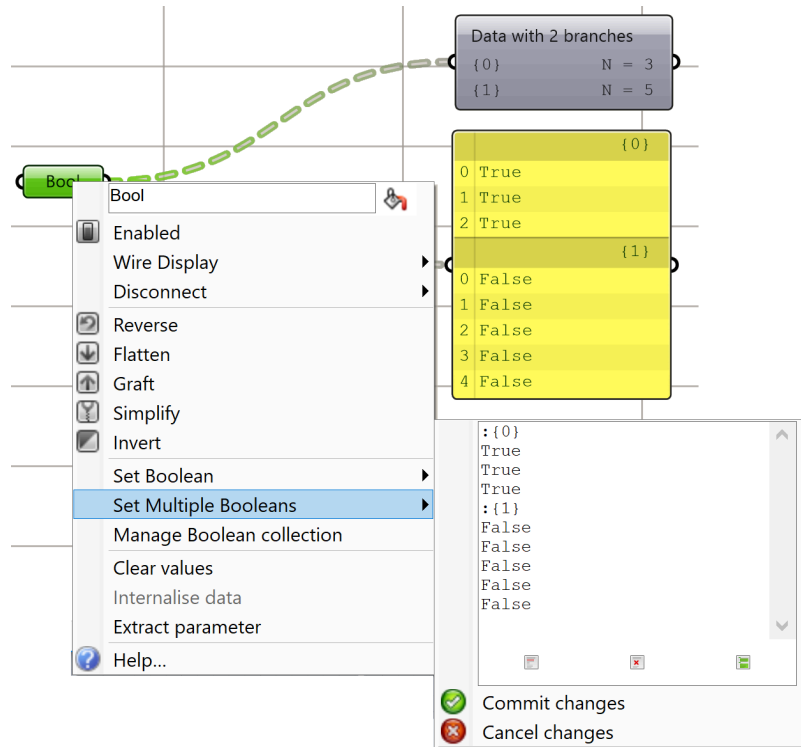 Data with 2 branches
{0} N = 3
{1} N = 5
{0}
0 True
1 True
2 True
{1}
0 False
1 False
2 False
3 False
4 False
Bool
Bool
Enabled
Wire Display
Disconnect
Reverse
Flatten
Graft
Simplify
Invert
Set Boolean
Set Multiple Booleans
Manage Boolean collection
Clear values
Internalise data
Extract parameter
Help...
:{0}
True
True
True
:{1}
False
False
False
False
False
Commit changes
Cancel changes